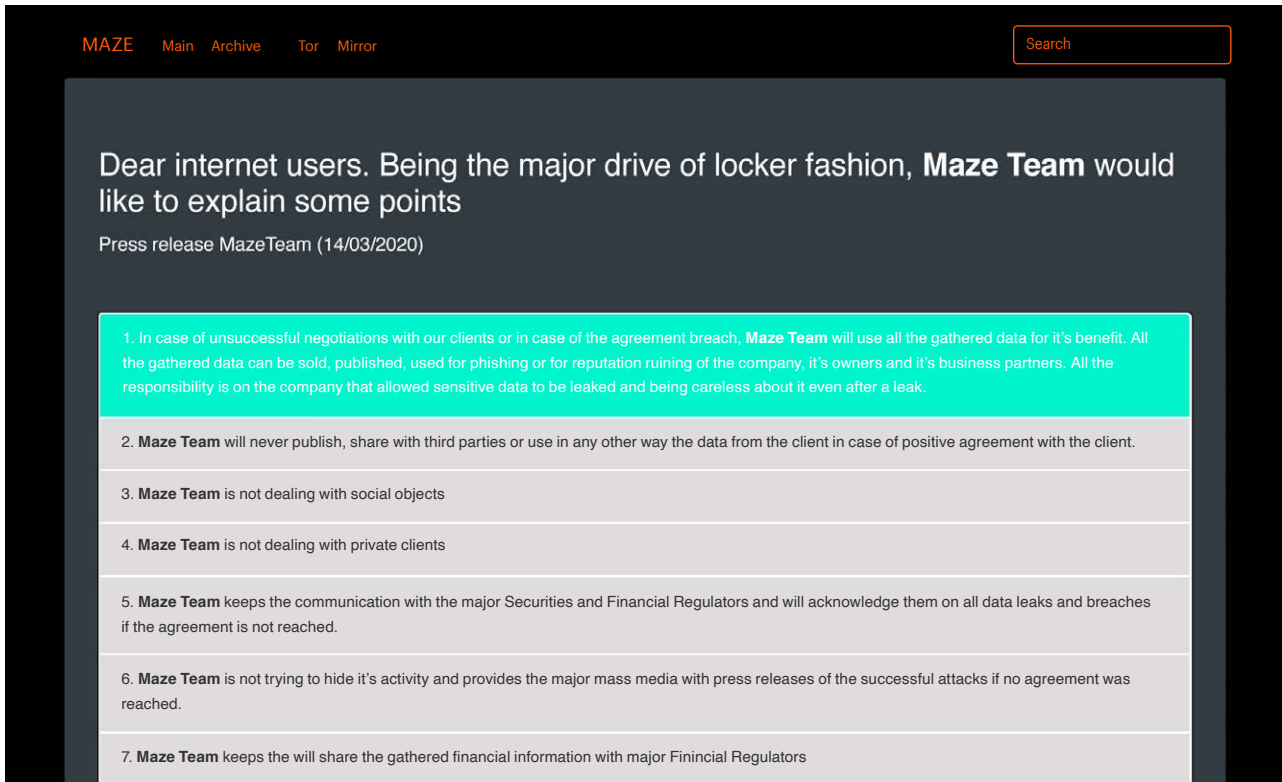 MAZE Main Archive Tor Mirror Search
Dear internet users. Being the major drive of locker fashion, Maze Team would
like to explain some points
Press release MazeTeam (14/03/2020)
1. In case of unsuccessful negotiations with our clients or in case of the agreement breach, Maze Team will use all the gathered data for it's benefit. All
the gathered data can be sold, published, used for phishing or for reputation ruining of the company, it's owners and it's business partners. All the
responsibility is on the company that allowed sensitive data to be leaked and being careless about it even after a leak.
2. Maze Team will never publish, share with third parties or use in any other way the data from the client in case of positive agreement with the client.
3. Maze Team is not dealing with social objects
4. Maze Team is not dealing with private clients
5. Maze Team keeps the communication with the major Securities and Financial Regulators and will acknowledge them on all data leaks and breaches
if the agreement is not reached.
6. Maze Team is not trying to hide it's activity and provides the major mass media with press releases of the successful attacks if no agreement was
reached.
7. Maze Team keeps the will share the gathered financial information with major Finincial Regulators